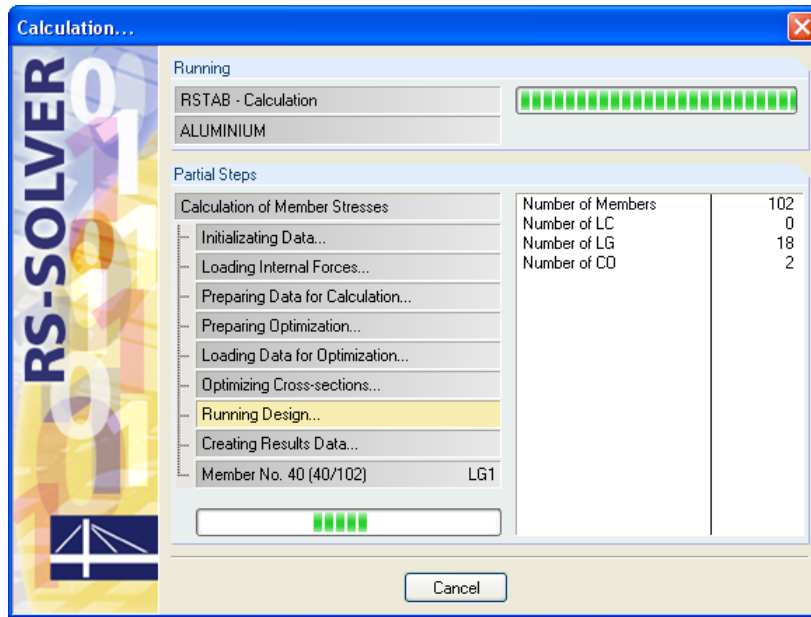 Calculation...
RS-SOLVER
Running
RSTAB - Calculation
ALUMINIUM
Partial Steps
Calculation of Member Stresses
Initializating Data...
Loading Internal Forces...
Preparing Data for Calculation...
Preparing Optimization...
Loading Data for Optimization...
Optimizing Cross-sections...
Running Design...
Creating Results Data...
Member No. 40 (40/102) LG1
Number of Members 102
Number of LC 0
Number of LG 18
Number of CO 2
Cancel